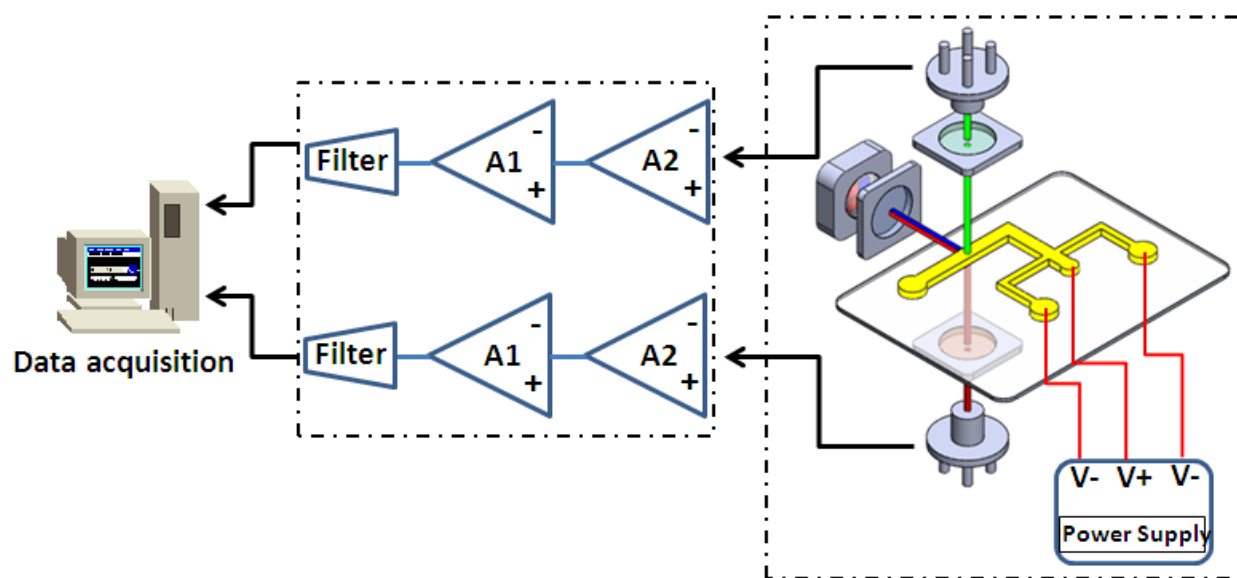 Filter
A1
-
+
A2
-
+
Data acquisition
Filter
A1
-
+
A2
-
+
V- V+ V-
Power Supply